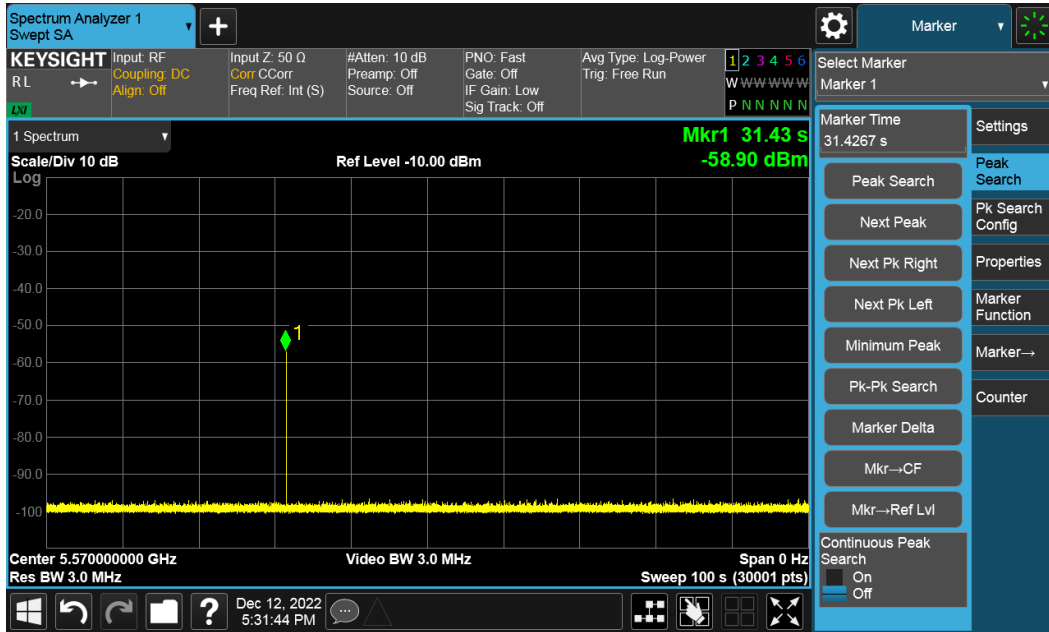 Spectrum Analyzer 1
Swept SA
Marker
KEYSIGHT
RL
LXI
Input: RF
Coupling: DC
Align: Off
Input Z: 50 Ω
Corr CCorr
Freq Ref: Int (S)
#Atten: 10 dB
Preamp: Off
Source: Off
PNO: Fast
Gate: Off
IF Gain: Low
Sig Track: Off
Avg Type: Log-Power
Trig: Free Run
1 2 3 4 5 6
W W W W W W
P N N N N N
1 Spectrum
Scale/Div 10 dB
Ref Level -10.00 dBm
Mkr1 31.43 s
-58.90 dBm
Log
-20.0
-30.0
-40.0
-50.0
-60.0
-70.0
-80.0
-90.0
-100
1
Center 5.570000000 GHz
Video BW 3.0 MHz
Span 0 Hz
Res BW 3.0 MHz
Sweep 100 s (30001 pts)
Select Marker
Marker 1
Marker Time
31.4267 s
Peak Search
Next Peak
Next Pk Right
Next Pk Left
Minimum Peak
Pk-Pk Search
Marker Delta
Mkr→CF
Mkr→Ref Lvl
Continuous Peak
Search
On
Off
Settings
Peak
Search
Pk Search
Config
Properties
Marker
Function
Marker→
Counter
?
Dec 12, 2022
5:31:44 PM